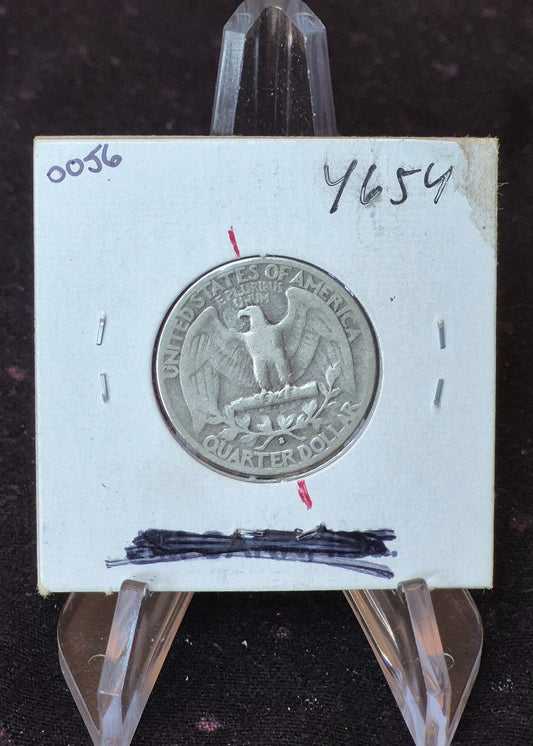 0056
4654
UNITED STATES OF AMERICA
E PLURIBUS
UNUM
S
QUARTER DOLLAR